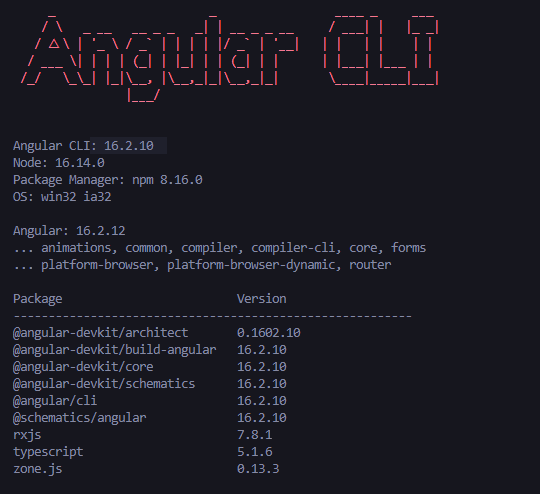 Angular CLI
Angular CLI: 16.2.10
Node: 16.14.0
Package Manager: npm 8.16.0
OS: win32 ia32
Angular: 16.2.12
... animations, common, compiler, compiler-cli, core, forms
... platform-browser, platform-browser-dynamic, router
Package Version
------------------------------------------------------------
@angular-devkit/architect 0.1602.10
@angular-devkit/build-angular 16.2.10
@angular-devkit/core 16.2.10
@angular-devkit/schematics 16.2.10
@angular/cli 16.2.10
@schematics/angular 16.2.10
rxjs 7.8.1
typescript 5.1.6
zone.js 0.13.3